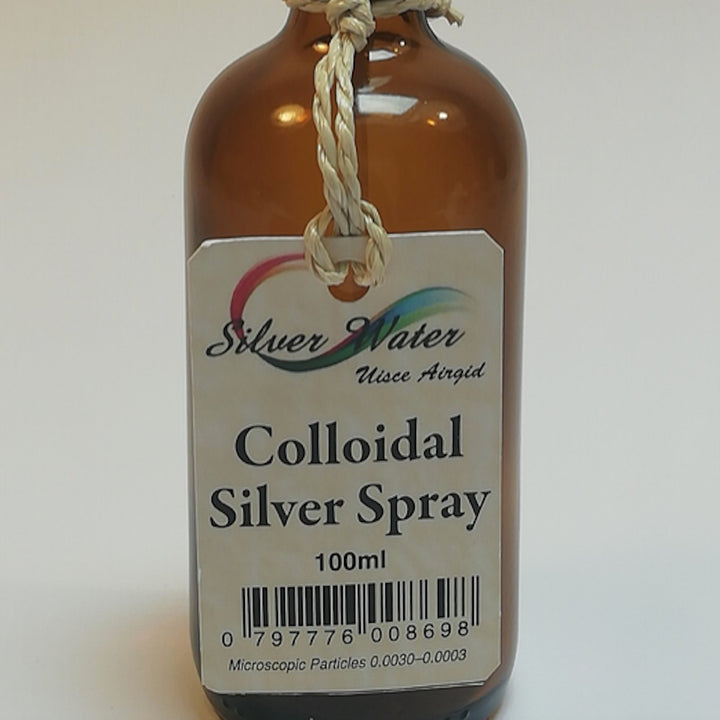 Silver Water
Uisce Airgid
Colloidal
Silver Spray
100ml
0 797776 008698
Microscopic Particles 0.0030–0.0003